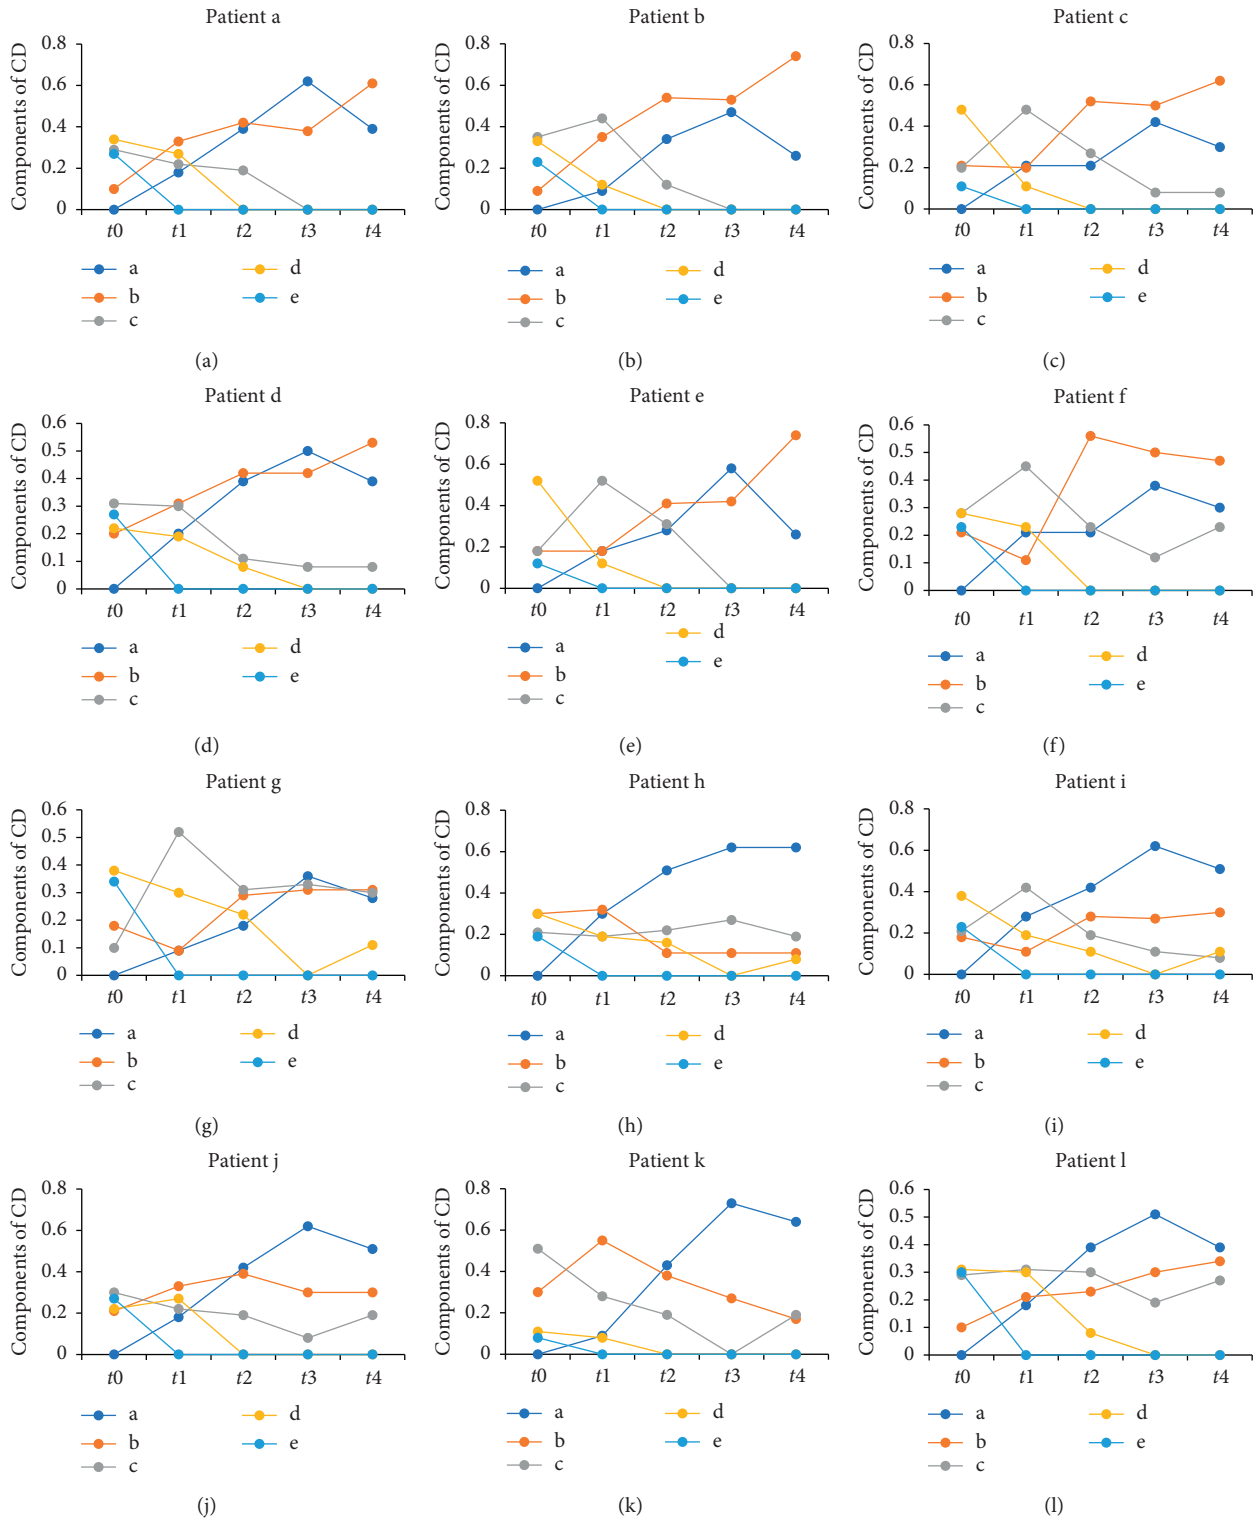 Patient a
Components of CD
0.8
0.6
0.4
0.2
0
t0 t1 t2 t3 t4
a d
b e
c
(a)
Patient b
Components of CD
0.8
0.6
0.4
0.2
0
t0 t1 t2 t3 t4
a d
b e
c
(b)
Patient c
Components of CD
0.8
0.6
0.4
0.2
0
t0 t1 t2 t3 t4
a d
b e
c
(c)
Patient d
Components of CD
0.6
0.5
0.4
0.3
0.2
0.1
0
t0 t1 t2 t3 t4
a d
b e
c
(d)
Patient e
Components of CD
0.8
0.6
0.4
0.2
0
t0 t1 t2 t3 t4
a d
b e
c
(e)
Patient f
Components of CD
0.6
0.5
0.4
0.3
0.2
0.1
0
t0 t1 t2 t3 t4
a d
b e
c
(f)
Patient g
Components of CD
0.6
0.5
0.4
0.3
0.2
0.1
0
t0 t1 t2 t3 t4
a d
b e
c
(g)
Patient h
Components of CD
0.8
0.6
0.4
0.2
0
t0 t1 t2 t3 t4
a d
b e
c
(h)
Patient i
Components of CD
0.8
0.6
0.4
0.2
0
t0 t1 t2 t3 t4
a d
b e
c
(i)
Patient j
Components of CD
0.8
0.6
0.4
0.2
0
t0 t1 t2 t3 t4
a d
b e
c
(j)
Patient k
Components of CD
0.8
0.6
0.4
0.2
0
t0 t1 t2 t3 t4
a d
b e
c
(k)
Patient l
Components of CD
0.6
0.5
0.4
0.3
0.2
0.1
0
t0 t1 t2 t3 t4
a d
b e
c
(l)